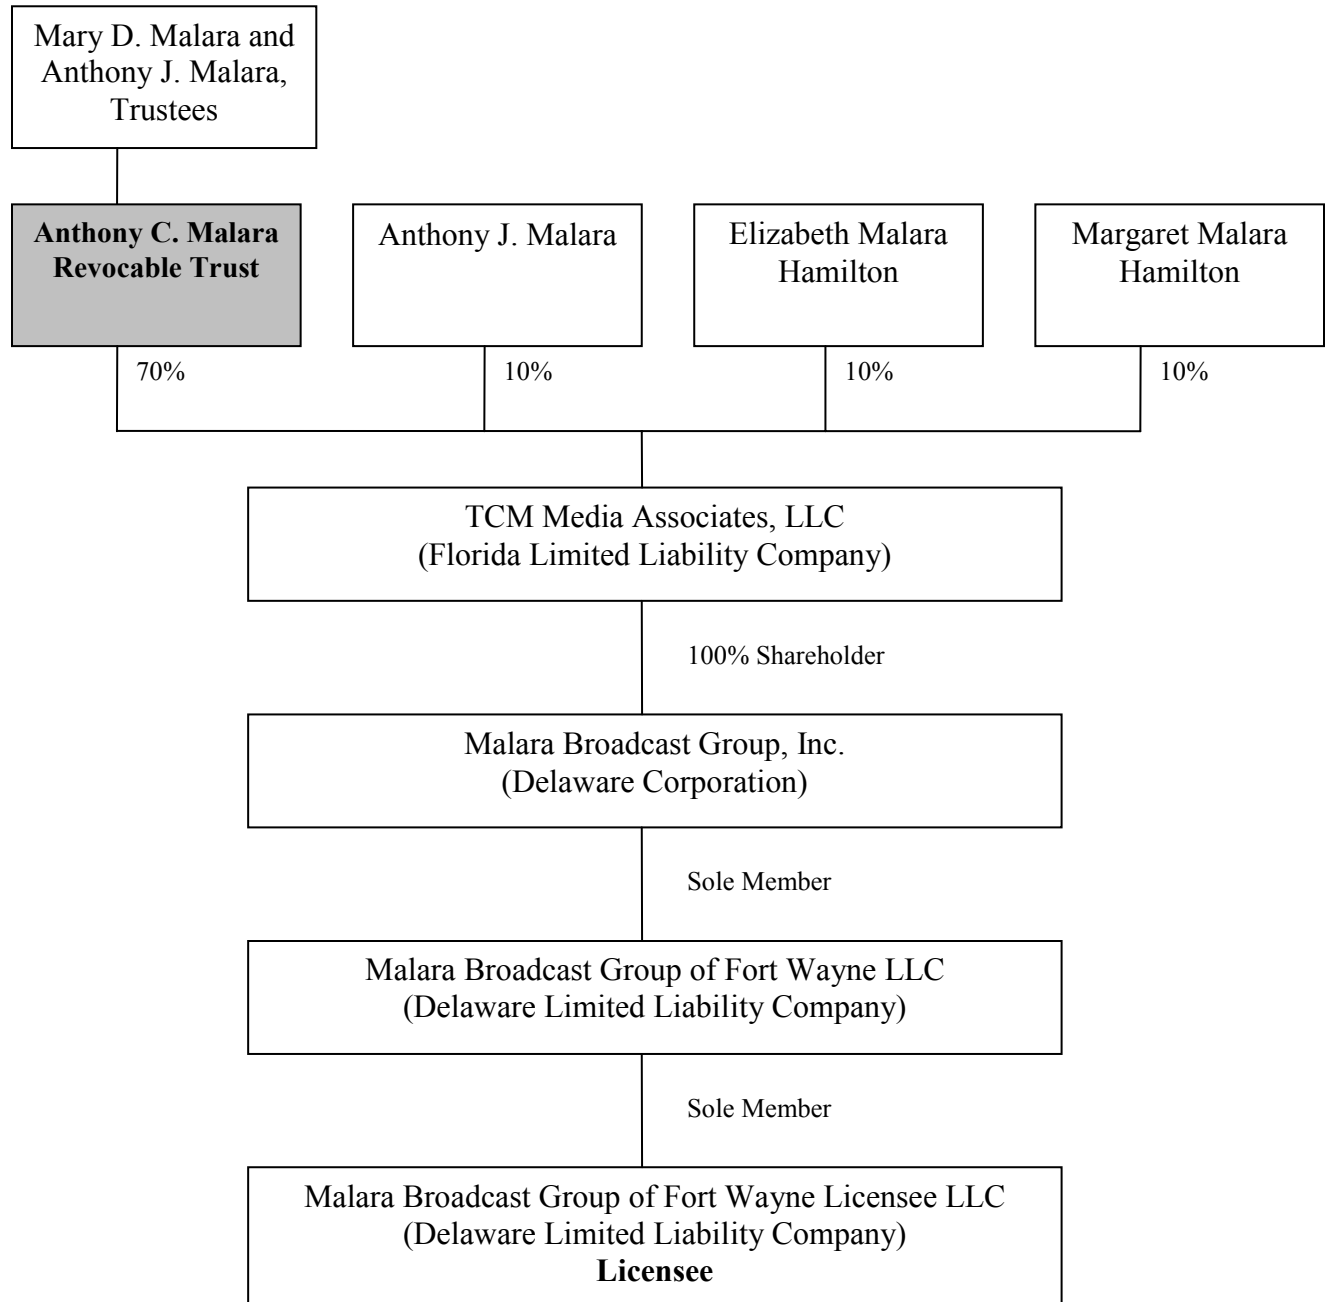 Mary D. Malara and
Anthony J. Malara,
Trustees
Anthony C. Malara
Revocable Trust
Anthony J. Malara
Elizabeth Malara
Hamilton
Margaret Malara
Hamilton
70%
10%
10%
10%
TCM Media Associates, LLC
(Florida Limited Liability Company)
100% Shareholder
Malara Broadcast Group, Inc.
(Delaware Corporation)
Sole Member
Malara Broadcast Group of Fort Wayne LLC
(Delaware Limited Liability Company)
Sole Member
Malara Broadcast Group of Fort Wayne Licensee LLC
(Delaware Limited Liability Company)
Licensee